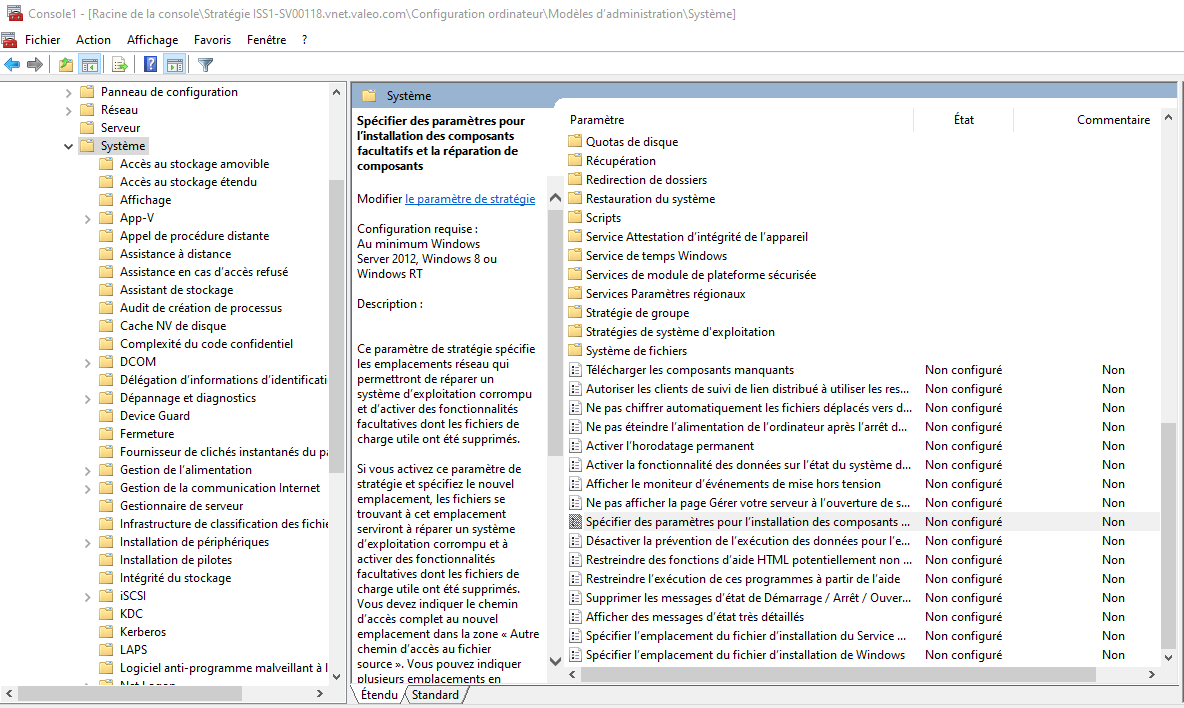 Console1 - [Racine de la console\Stratégie ISS1-SV00118.vnet.valeo.com\Configuration ordinateur\Modèles d’administration\Système]
Fichier Action Affichage Favoris Fenêtre ?
Panneau de configuration
Réseau
Serveur
Système
Accès au stockage amovible
Accès au stockage étendu
Affichage
App-V
Appel de procédure distante
Assistance à distance
Assistance en cas d’accès refusé
Assistant de stockage
Audit de création de processus
Cache NV de disque
Complexité du code confidentiel
DCOM
Délégation d’informations d’identificati
Dépannage et diagnostics
Device Guard
Fermeture
Fournisseur de clichés instantanés du pa
Gestion de l’alimentation
Gestion de la communication Internet
Gestionnaire de serveur
Infrastructure de classification des fichie
Installation de périphériques
Installation de pilotes
Intégrité du stockage
iSCSI
KDC
Kerberos
LAPS
Logiciel anti-programme malveillant à l
Net Logon
Système
Spécifier des paramètres pour
l’installation des composants
facultatifs et la réparation de
composants
Modifier le paramètre de stratégie
Configuration requise :
Au minimum Windows
Server 2012, Windows 8 ou
Windows RT
Description :
Ce paramètre de stratégie spécifie
les emplacements réseau qui
permettront de réparer un
système d’exploitation corrompu
et d’activer des fonctionnalités
facultatives dont les fichiers de
charge utile ont été supprimés.
Si vous activez ce paramètre de
stratégie et spécifiez le nouvel
emplacement, les fichiers se
trouvant à cet emplacement
serviront à réparer un système
d’exploitation corrompu et à
activer des fonctionnalités
facultatives dont les fichiers de
charge utile ont été supprimés.
Vous devez indiquer le chemin
d’accès complet au nouvel
emplacement dans la zone « Autre
chemin d’accès au fichier
source ». Vous pouvez indiquer
plusieurs emplacements en
Paramètre État Commentaire
Quotas de disque
Récupération
Redirection de dossiers
Restauration du système
Scripts
Service Attestation d’intégrité de l’appareil
Service de temps Windows
Services de module de plateforme sécurisée
Services Paramètres régionaux
Stratégie de groupe
Stratégies de système d’exploitation
Système de fichiers
Télécharger les composants manquants Non configuré Non
Autoriser les clients de suivi de lien distribué à utiliser les res... Non configuré Non
Ne pas chiffrer automatiquement les fichiers déplacés vers d... Non configuré Non
Ne pas éteindre l’alimentation de l’ordinateur après l’arrêt d... Non configuré Non
Activer l’horodatage permanent Non configuré Non
Activer la fonctionnalité des données sur l’état du système d... Non configuré Non
Afficher le moniteur d’événements de mise hors tension Non configuré Non
Ne pas afficher la page Gérer votre serveur à l’ouverture de s... Non configuré Non
Spécifier des paramètres pour l’installation des composants ... Non configuré Non
Désactiver la prévention de l’exécution des données pour l’e... Non configuré Non
Restreindre des fonctions d’aide HTML potentiellement non ... Non configuré Non
Restreindre l’exécution de ces programmes à partir de l’aide Non configuré Non
Supprimer les messages d’état de Démarrage / Arrêt / Ouver... Non configuré Non
Afficher des messages d’état très détaillés Non configuré Non
Spécifier l’emplacement du fichier d’installation du Service ... Non configuré Non
Spécifier l’emplacement du fichier d’installation de Windows Non configuré Non
Étendu Standard